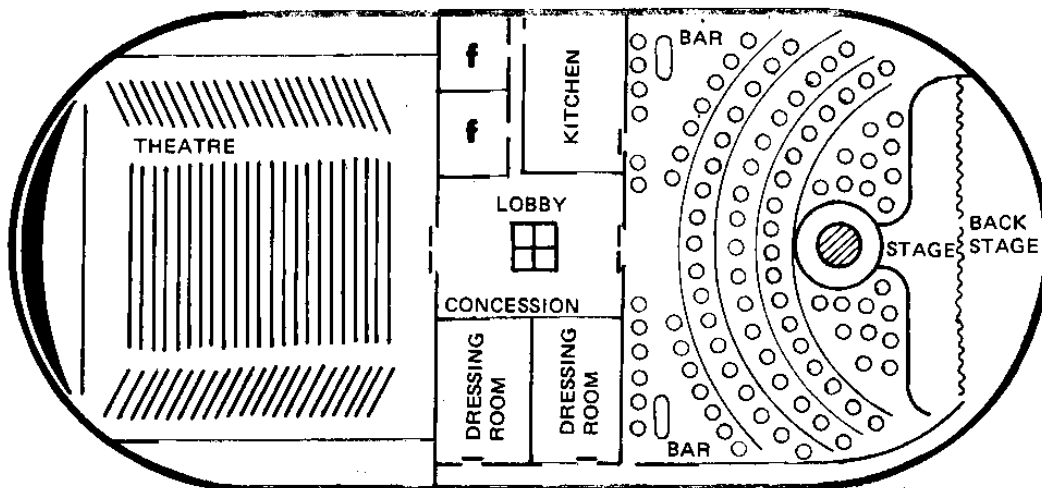 THEATRE
f
f
KITCHEN
LOBBY
CONCESSION
DRESSING
ROOM
DRESSING
ROOM
BAR
BAR
STAGE
BACK
STAGE